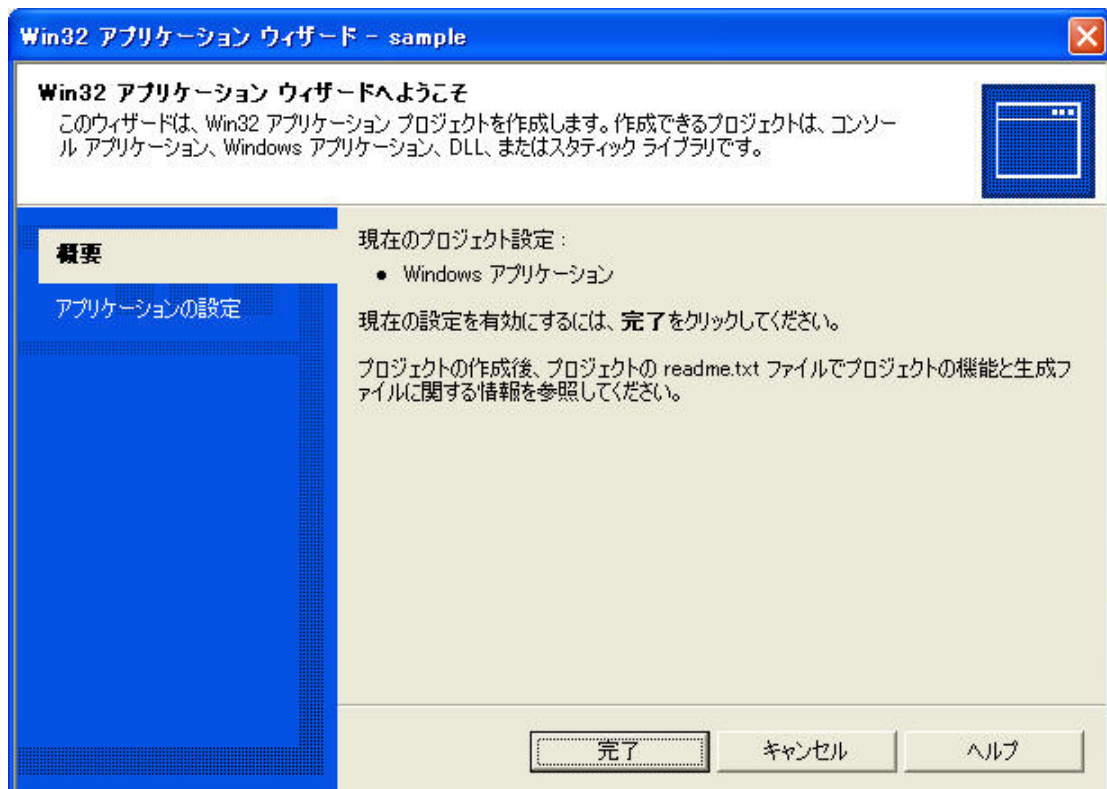 Win32 アプリケーション ウィザード - sample
Win32 アプリケーション ウィザードへようこそ
このウィザードは、Win32 アプリケーション プロジェクトを作成します。作成できるプロジェクトは、コンソー
ル アプリケーション、Windows アプリケーション、DLL、またはスタティック ライブラリです。
概要
アプリケーションの設定
現在のプロジェクト設定：
● Windows アプリケーション
現在の設定を有効にするには、完了をクリックしてください。
プロジェクトの作成後、プロジェクトの readme.txt ファイルでプロジェクトの機能と生成フ
ァイルに関する情報を参照してください。
完了
キャンセル
ヘルプ